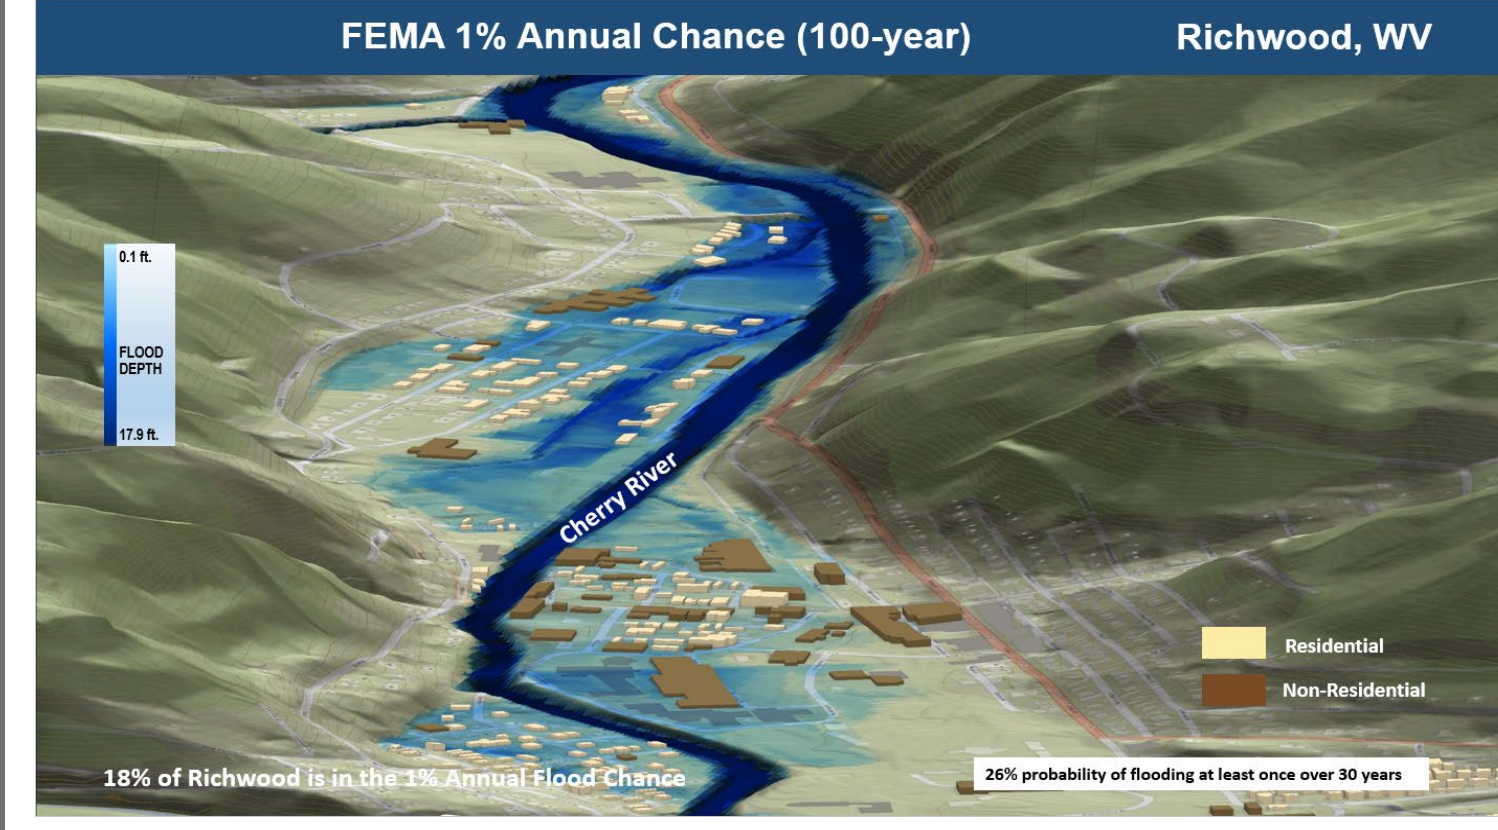 FEMA 1% Annual Chance (100-year)
Richwood, WV
0.1 ft.
FLOOD
DEPTH
17.9 ft.
Cherry River
Residential
Non-Residential
18% of Richwood is in the 1% Annual Flood Chance
26% probability of flooding at least once over 30 years